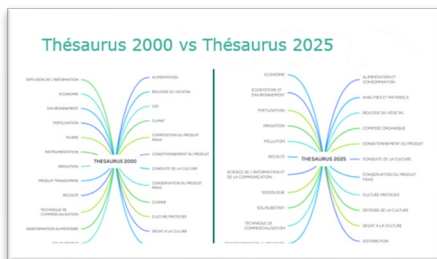 Thésaurus 2000 vs Thésaurus 2025
DIFFUSION DE L'INFORMATION
ECONOMIE
ENVIRONNEMENT
FERTILISATION
FILIERE
INSTRUMENTATION
IRRIGATION
PRODUIT TRANSFORME
RECOLTE
TECHNIQUE DE
COMMERCIALISATION
TRANSFORMATION ALIMENTAIRE
THESAURUS 2000
ALIMENTATION
BIOLOGIE DU VEGETAL
CEE
CLIMAT
COMPOSITION DU PRODUIT
FRAIS
CONDITIONNEMENT DU PRODUIT
CONDUITE DE LA CULTURE
CONSERVATION DU PRODUIT
FRAIS
CUISINE
CULTURE PROTEGEE
DEGAT A LA CULTURE
ECONOMIE
ECOSYSTEME ET
ENVIRONNEMENT
FERTILISATION
IRRIGATION
POLLUTION
RECOLTE
SCIENCE DE L'INFORMATION ET
DE LA COMMUNICATION
SOCIOLOGIE
SOL/SUBSTRAT
TECHNIQUE DE
COMMERCIALISATION
THESAURUS 2025
ALIMENTATION ET
CONSOMMATION
ANALYSES ET MATERIELS
BIOLOGIE DU VEGETAL
COMPOSE ORGANIQUE
CONDITIONNEMENT DU PRODUIT
CONDUITE DE LA CULTURE
CONSERVATION DU PRODUIT
FRAIS
CULTURE PROTEGEE
DEFENSE DE LA CULTURE
DEGAT A LA CULTURE
DISTRIBUTION